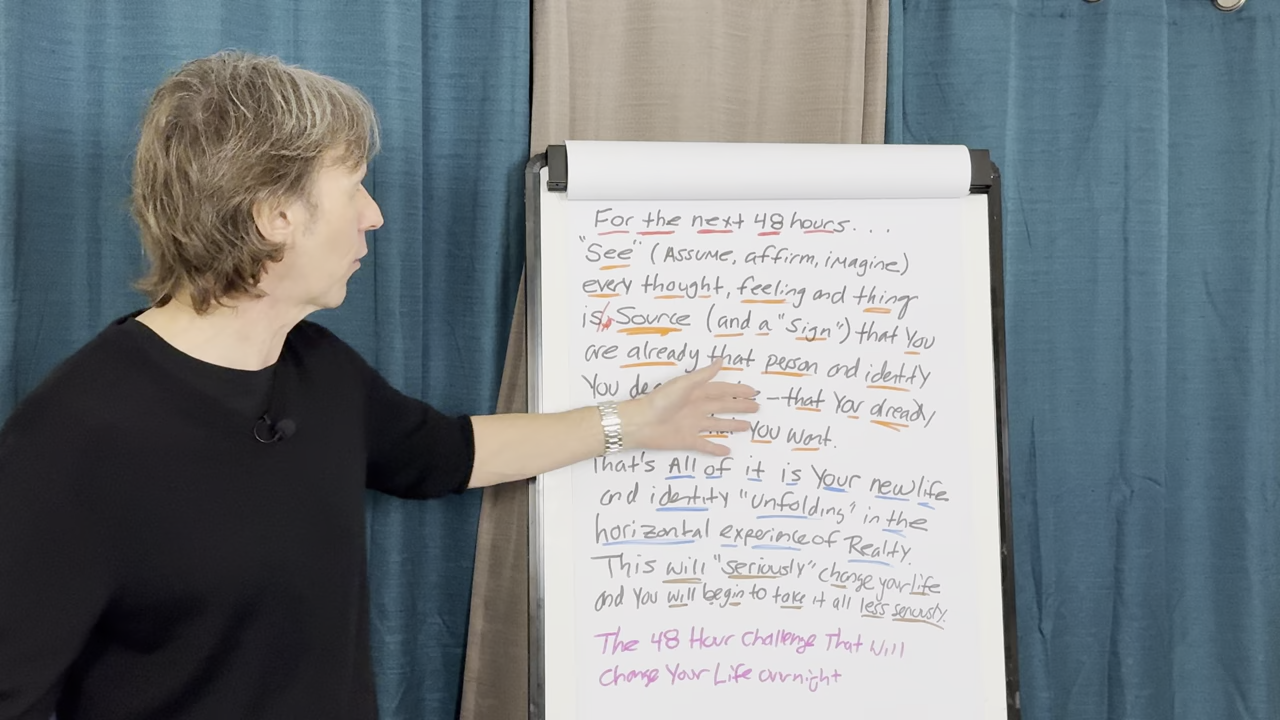 For the next 48 hours...
"See" (Assume, affirm, imagine)
every thought, feeling and thing
is Source (and a "Sign") that You
are already that person and identity
You – that You already
You Want.
That's All of it is Your new life
and identity "Unfolding" in the
horizontal experince of Realty.
This will "seriously" change your life
and You will begin to take it all less seriously.
The 48 Hour Challenge That Will
Change Your Life overnight